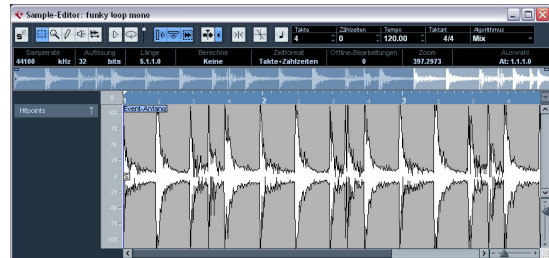 Sample-Editor: funky loop mono
Takte Zählzeiten Tempo Taktart Algorithmus
4 0 120.00 4/4 Mix
Samplerate Auflösung Länge Berechne Zeitformat Offline-Bearbeitungen Zoom Auswahl
44100 kHz 32 bits 5.1.1.0 Keine Takte+Zählzeiten 0 397.2973 At: 1.1.1.0
Hitpoints
Event-Anfang
2 3